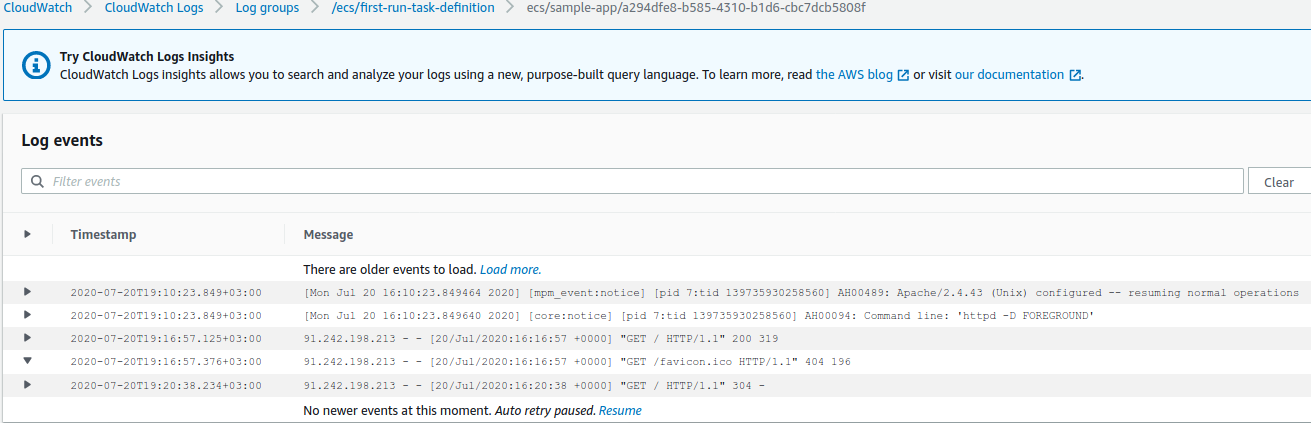 CloudWatch CloudWatch Logs Log groups /ecs/first-run-task-definition ecs/sample-app/a294dfe8-b585-4310-b1d6-cbc7dcb5808f
Try CloudWatch Logs Insights
CloudWatch Logs insights allows you to search and analyze your logs using a new, purpose-built query language. To learn more, read the AWS blog or visit our documentation.
Log events
Filter events Clear
Timestamp Message
There are older events to load. Load more.
2020-07-20T19:10:23.849+03:00 [Mon Jul 20 16:10:23.849464 2020] [mpm_event:notice] [pid 7:tid 139735930258560] AH00489: Apache/2.4.43 (Unix) configured -- resuming normal operations
2020-07-20T19:10:23.849+03:00 [Mon Jul 20 16:10:23.849640 2020] [core:notice] [pid 7:tid 139735930258560] AH00094: Command line: 'httpd -D FOREGROUND'
2020-07-20T19:16:57.125+03:00 91.242.198.213 - - [20/Jul/2020:16:16:57 +0000] "GET / HTTP/1.1" 200 319
2020-07-20T19:16:57.376+03:00 91.242.198.213 - - [20/Jul/2020:16:16:57 +0000] "GET /favicon.ico HTTP/1.1" 404 196
2020-07-20T19:20:38.234+03:00 91.242.198.213 - - [20/Jul/2020:16:20:38 +0000] "GET / HTTP/1.1" 304 -
No newer events at this moment. Auto retry paused. Resume